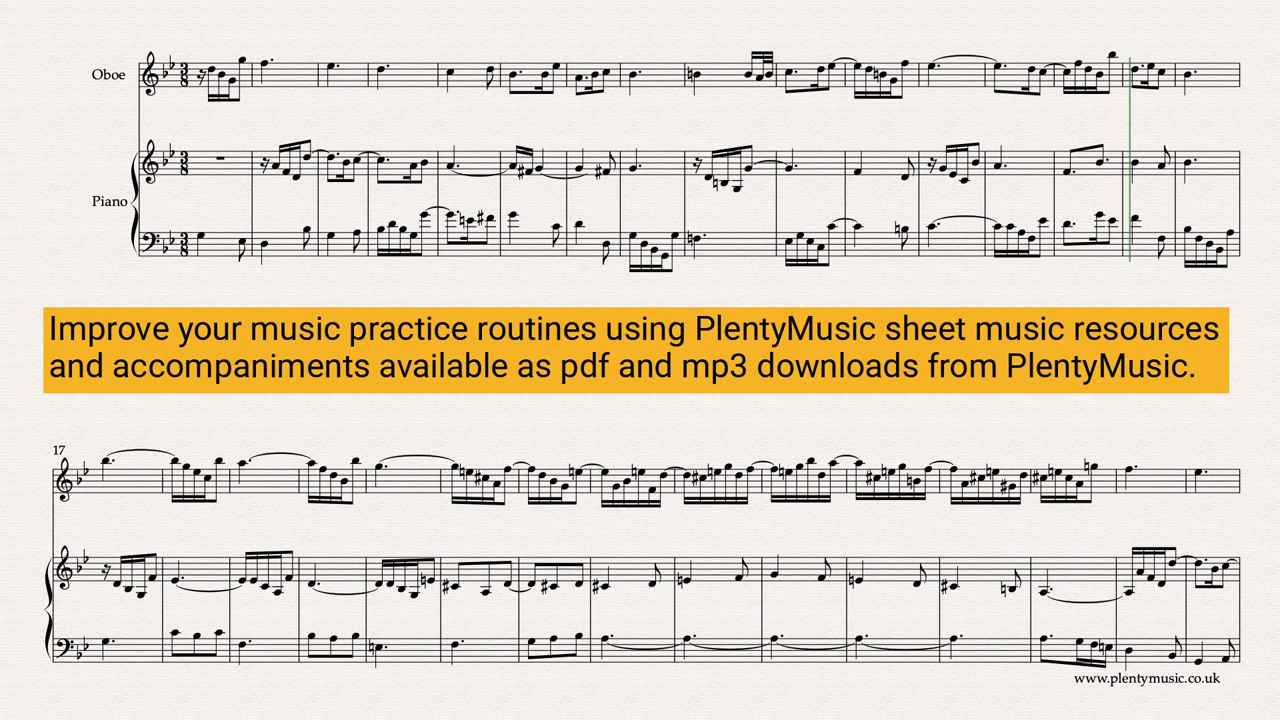 Oboe
Piano
Improve your music practice routines using PlentyMusic sheet music resources
and accompaniments available as pdf and mp3 downloads from PlentyMusic.
17
www.plentymusic.co.uk